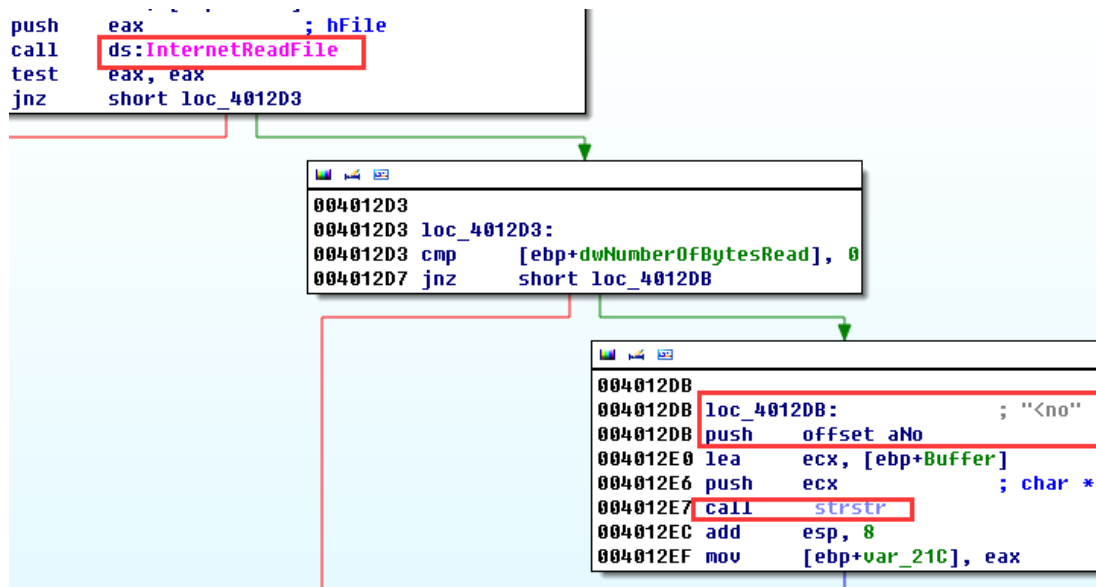 push    eax             ; hFile
call    ds:InternetReadFile
test    eax, eax
jnz     short loc_4012D3
004012D3
004012D3 loc_4012D3:
004012D3 cmp     [ebp+dwNumberOfBytesRead], 0
004012D7 jnz     short loc_4012DB
004012DB
004012DB loc_4012DB:             ; "<no"
004012DB push    offset aNo
004012E0 lea     ecx, [ebp+Buffer]
004012E6 push    ecx             ; char *
004012E7 call    strstr
004012EC add     esp, 8
004012EF mov     [ebp+var_21C], eax